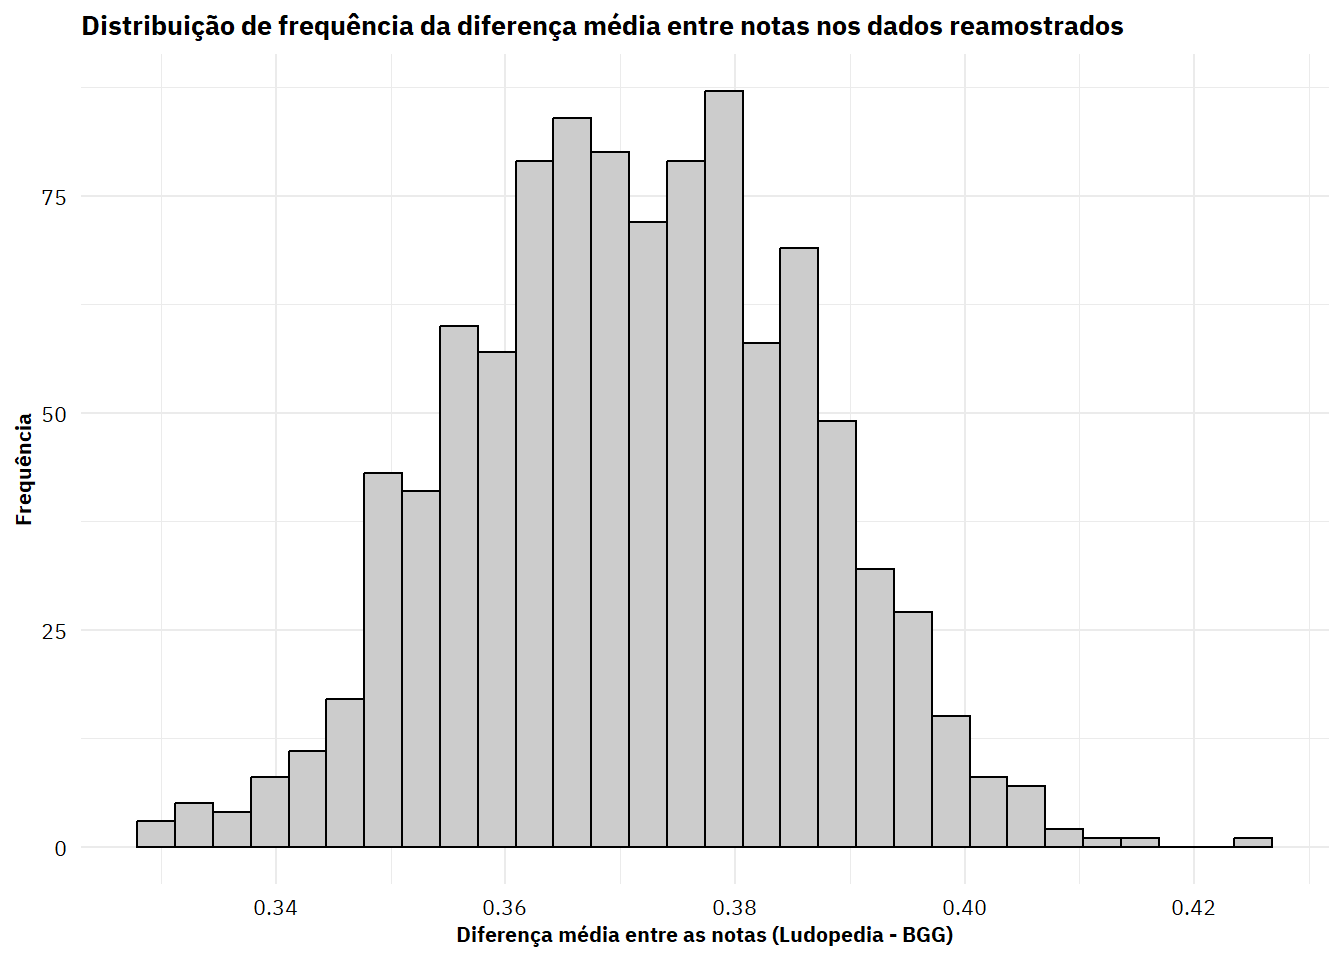 Distribuição de frequência da diferença média entre notas nos dados reamostrados
Frequência
75
50
25
0
0.34 0.36 0.38 0.40 0.42
Diferença média entre as notas (Ludopedia - BGG)